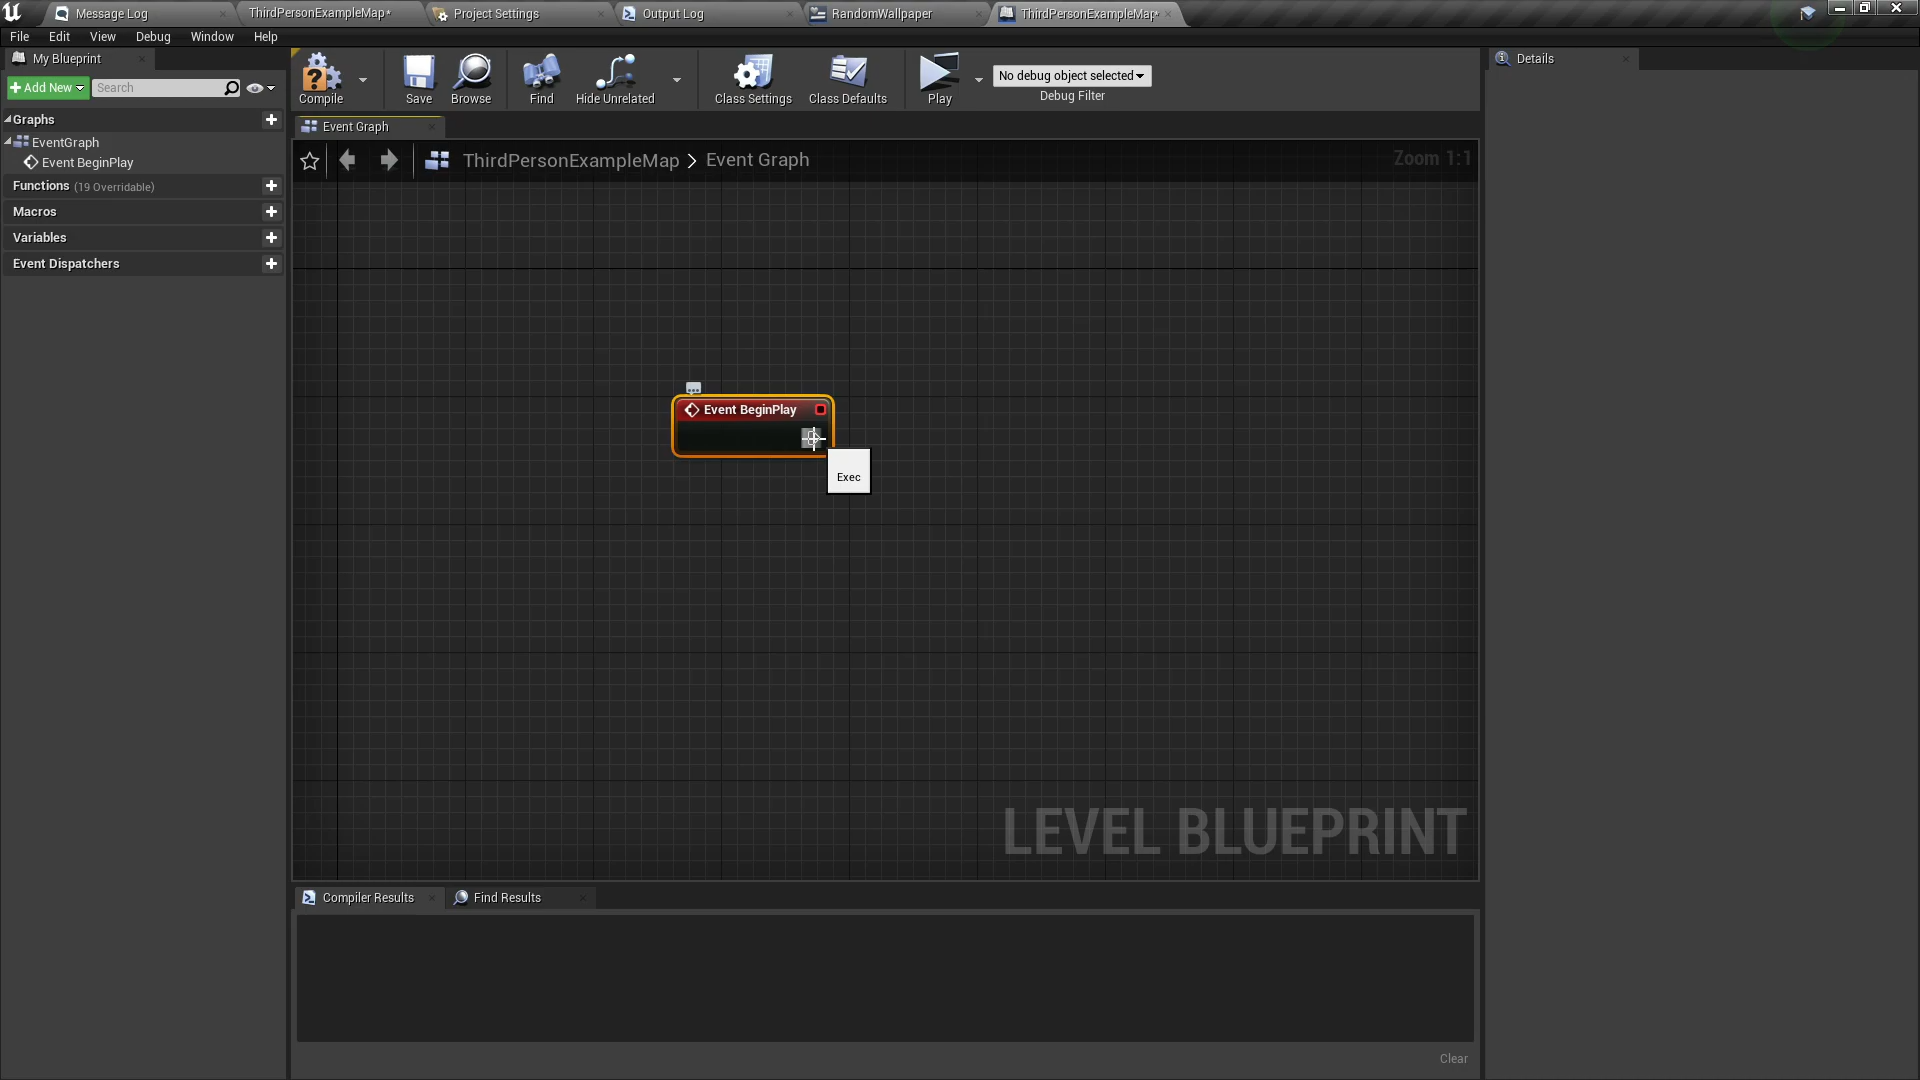 Message Log
ThirdPersonExampleMap*
Project Settings
Output Log
RandomWallpaper
ThirdPersonExampleMap*
File
Edit
View
Debug
Window
Help
My Blueprint
Add New
Search
Graphs
EventGraph
Event BeginPlay
Functions (19 Overridable)
Macros
Variables
Event Dispatchers
Compile
Save
Browse
Find
Hide Unrelated
Class Settings
Class Defaults
Play
No debug object selected
Debug Filter
Event Graph
ThirdPersonExampleMap > Event Graph
Zoom 1:1
Event BeginPlay
Exec
LEVEL BLUEPRINT
Compiler Results
Find Results
Clear
Details